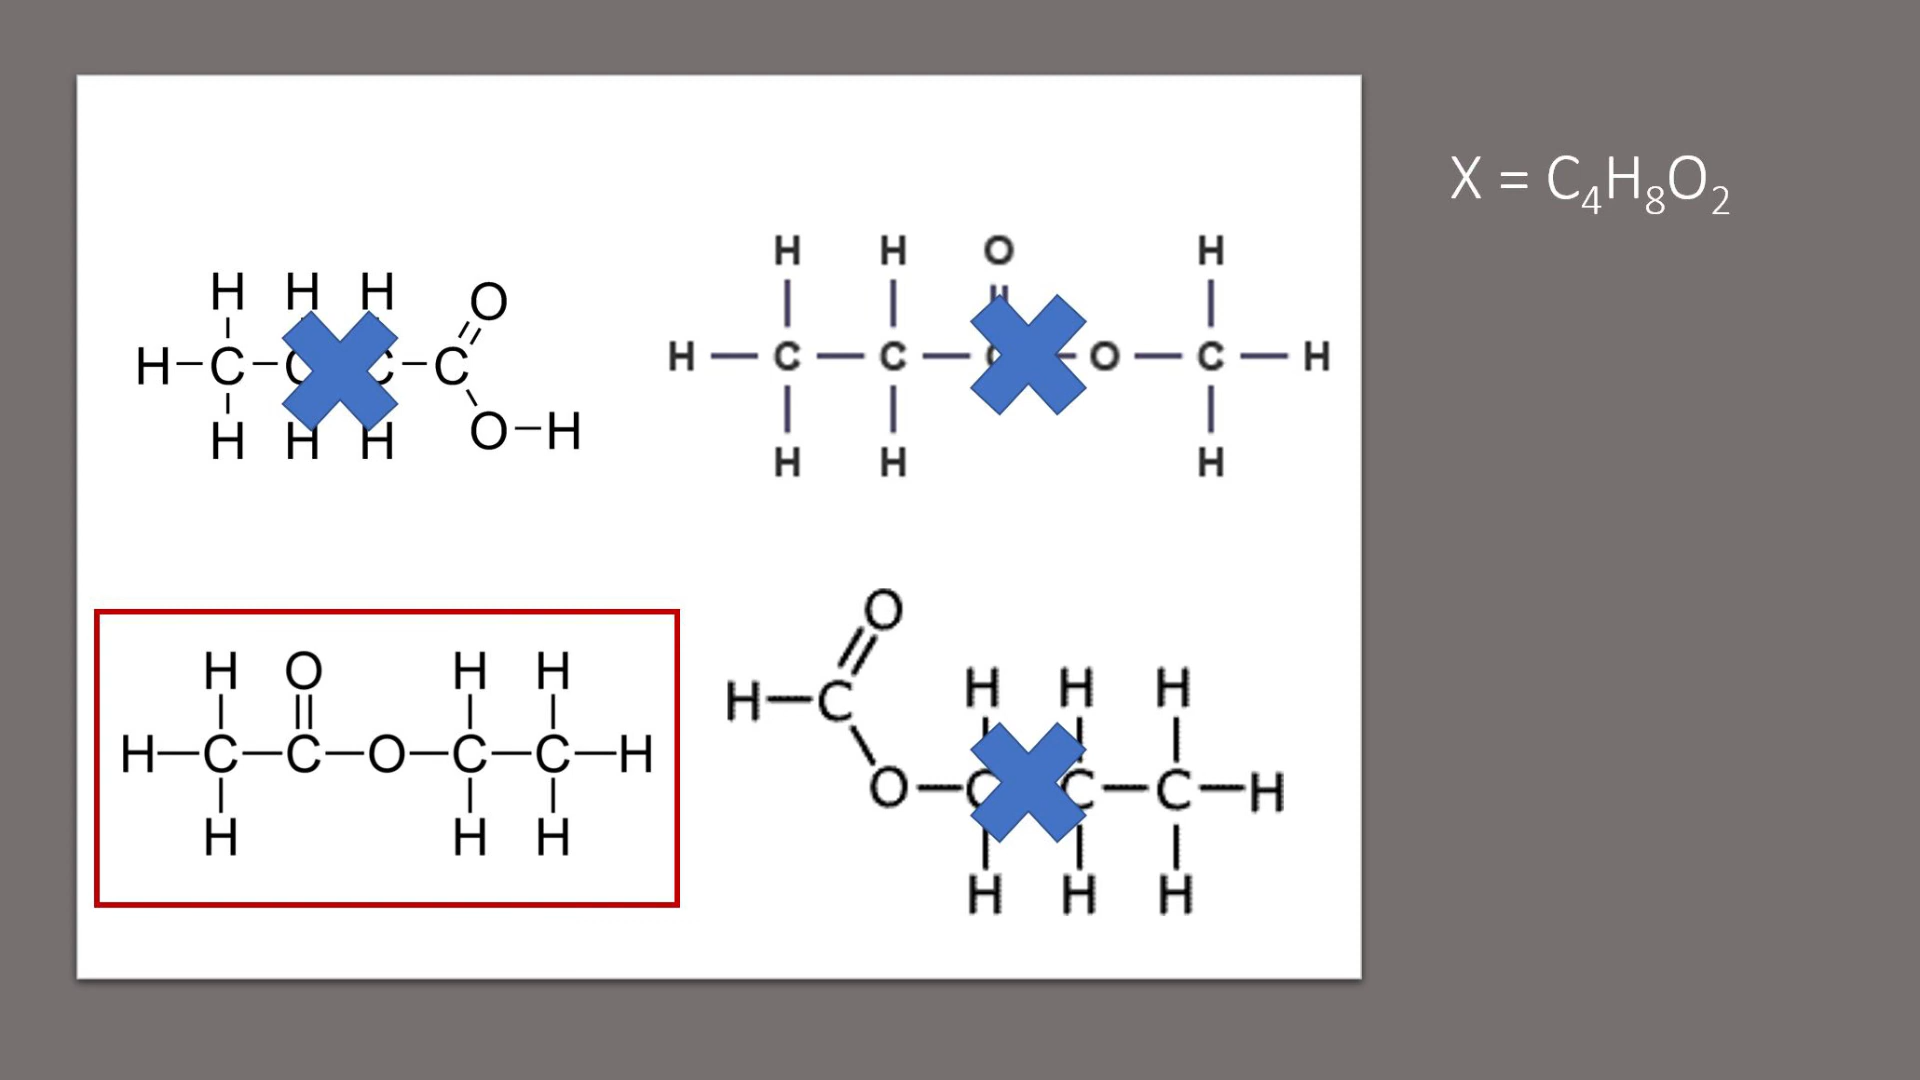 X = C₄H₈O₂
H H H O
H–C–C–C–C
H H H O–H
H H O H
H — C — C — C – O — C — H
H H H
H O H H
H—C—C—O—C—C—H
H H H
O
H—C H H H
O—C—C—C—H
H H H